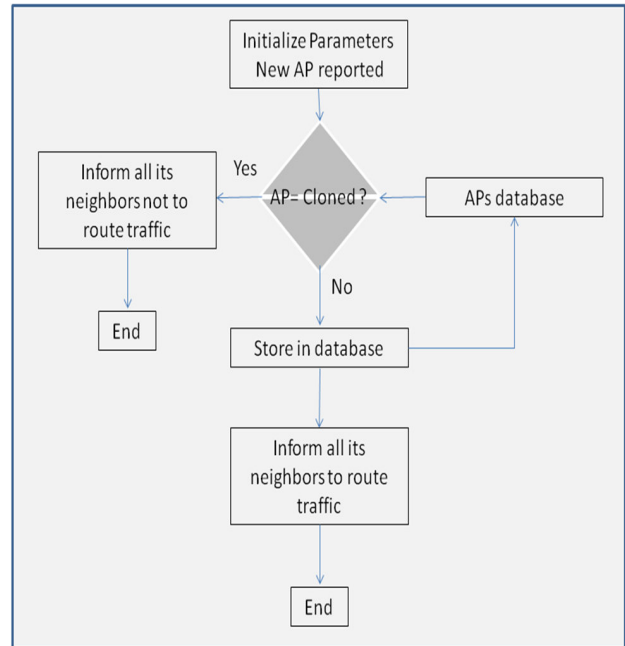 Initialize Parameters
New AP reported
Yes
Inform all its
neighbors not to
route traffic
AP= Cloned ?
APs database
No
End
Store in database
Inform all its
neighbors to route
traffic
End